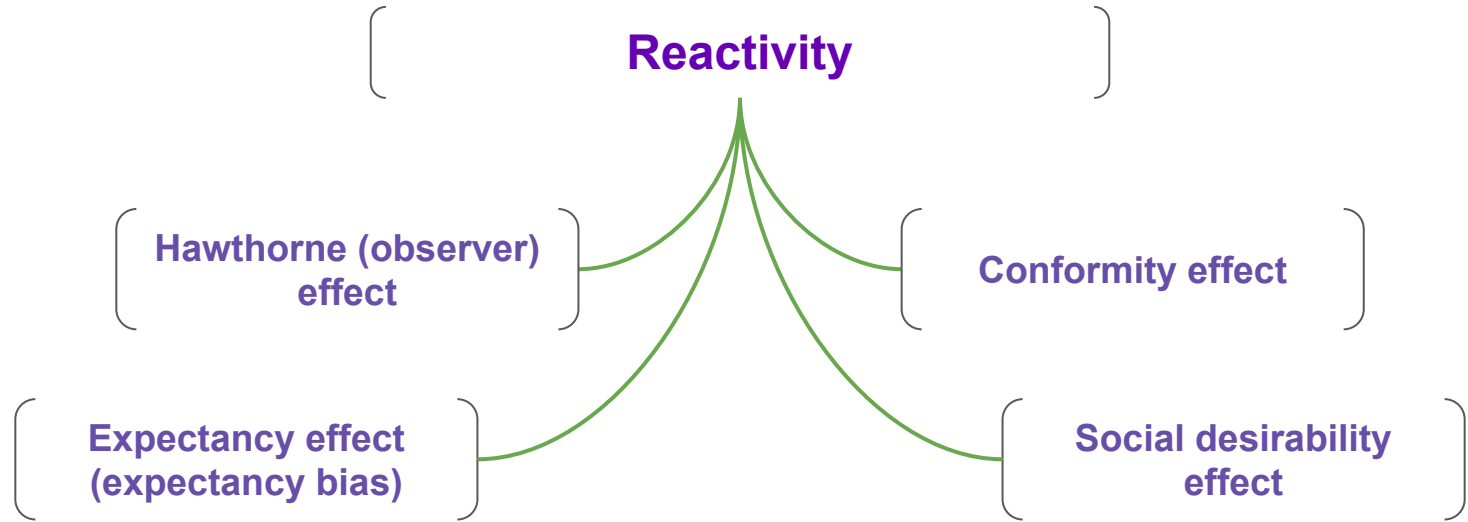 Reactivity
Hawthorne (observer)
effect
Conformity effect
Expectancy effect
(expectancy bias)
Social desirability
effect